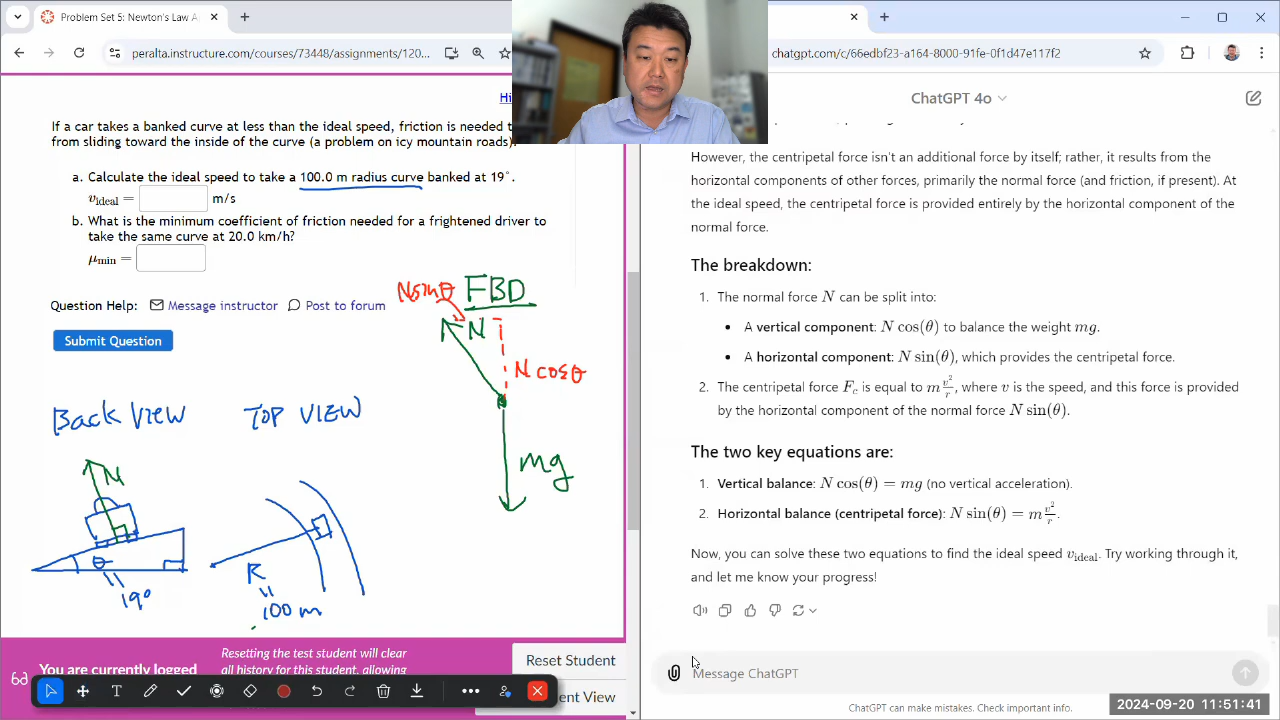 Problem Set 5: Newton's Law A
peralta.instructure.com/courses/73448/assignments/120...
chatgpt.com/c/66edbf23-a164-8000-91fe-0f1d47e117f2
If a car takes a banked curve at less than the ideal speed, friction is needed t
from sliding toward the inside of the curve (a problem on icy mountain roads).
a. Calculate the ideal speed to take a 100.0 m radius curve banked at 19°.
v_ideal = m/s
b. What is the minimum coefficient of friction needed for a frightened driver to
take the same curve at 20.0 km/h?
μ_min =
Question Help: Message instructor Post to forum
Submit Question
FBD
N sinθ
N
N cosθ
mg
BACK VIEW
TOP VIEW
N
θ
19°
R
100 m
You are currently logged
Resetting the test student will clear
all history for this student, allowing
Reset Student
ent View
ChatGPT 4o
However, the centripetal force isn't an additional force by itself; rather, it results from the
horizontal components of other forces, primarily the normal force (and friction, if present). At
the ideal speed, the centripetal force is provided entirely by the horizontal component of the
normal force.
The breakdown:
1. The normal force N can be split into:
• A vertical component: N cos(θ) to balance the weight mg.
• A horizontal component: N sin(θ), which provides the centripetal force.
2. The centripetal force F_c is equal to m v²/r, where v is the speed, and this force is provided
by the horizontal component of the normal force N sin(θ).
The two key equations are:
1. Vertical balance: N cos(θ) = mg (no vertical acceleration).
2. Horizontal balance (centripetal force): N sin(θ) = m v²/r.
Now, you can solve these two equations to find the ideal speed v_ideal. Try working through it,
and let me know your progress!
Message ChatGPT
ChatGPT can make mistakes. Check important info.
2024-09-20 11:51:41